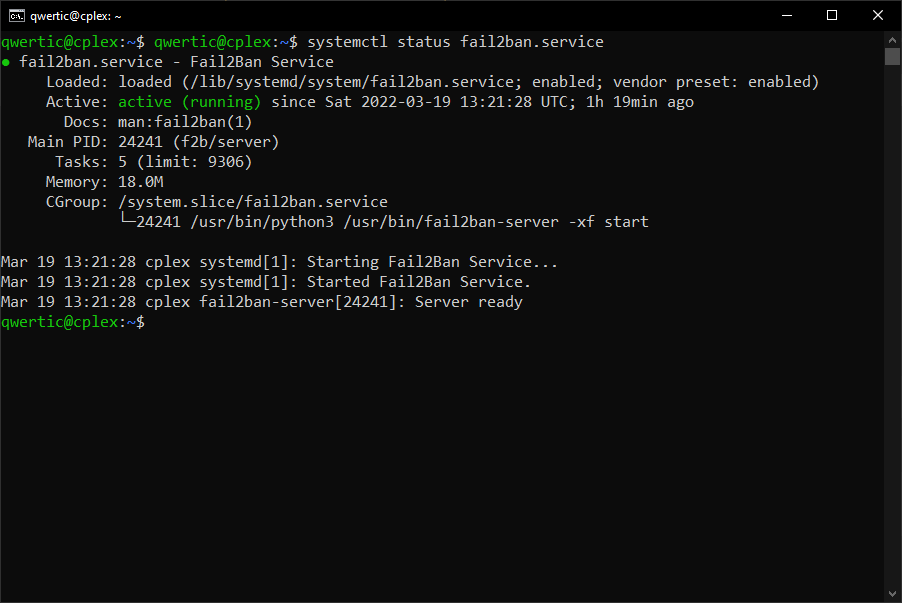 qwertic@cplex: ~
qwertic@cplex:~$ qwertic@cplex:~$ systemctl status fail2ban.service
● fail2ban.service - Fail2Ban Service
     Loaded: loaded (/lib/systemd/system/fail2ban.service; enabled; vendor preset: enabled)
     Active: active (running) since Sat 2022-03-19 13:21:28 UTC; 1h 19min ago
       Docs: man:fail2ban(1)
   Main PID: 24241 (f2b/server)
      Tasks: 5 (limit: 9306)
     Memory: 18.0M
     CGroup: /system.slice/fail2ban.service
             └─24241 /usr/bin/python3 /usr/bin/fail2ban-server -xf start
Mar 19 13:21:28 cplex systemd[1]: Starting Fail2Ban Service...
Mar 19 13:21:28 cplex systemd[1]: Started Fail2Ban Service.
Mar 19 13:21:28 cplex fail2ban-server[24241]: Server ready
qwertic@cplex:~$